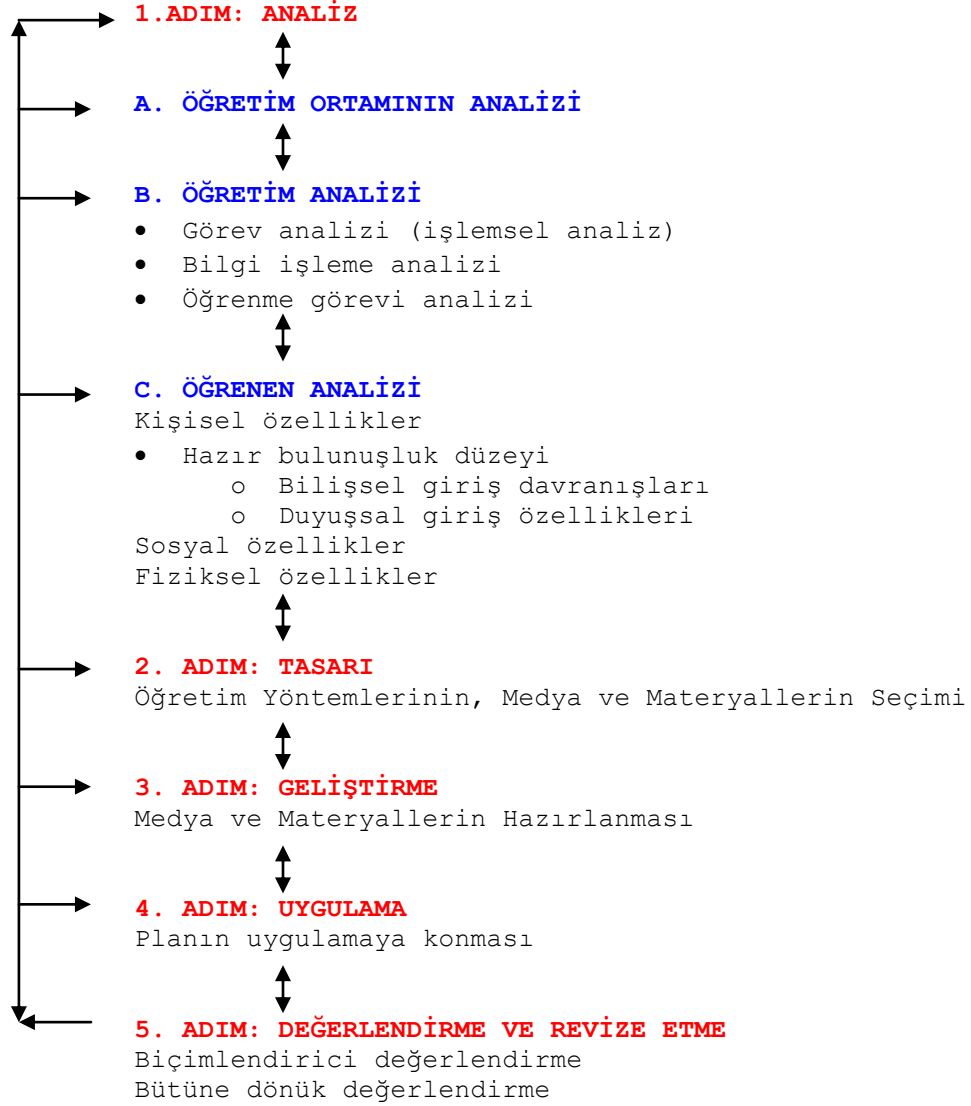 1.ADIM: ANALİZ
A. ÖĞRETİM ORTAMININ ANALİZİ
B. ÖĞRETİM ANALİZİ
• Görev analizi (işlemsel analiz)
• Bilgi işleme analizi
• Öğrenme görevi analizi
C. ÖĞRENEN ANALİZİ
Kişisel özellikler
• Hazır bulunuşluk düzeyi
o Bilişsel giriş davranışları
o Duyuşsal giriş özellikleri
Sosyal özellikler
Fiziksel özellikler
2. ADIM: TASARI
Öğretim Yöntemlerinin, Medya ve Materyallerin Seçimi
3. ADIM: GELİŞTİRME
Medya ve Materyallerin Hazırlanması
4. ADIM: UYGULAMA
Planın uygulamaya konması
5. ADIM: DEĞERLENDİRME VE REVİZE ETME
Biçimlendirici değerlendirme
Bütüne dönük değerlendirme